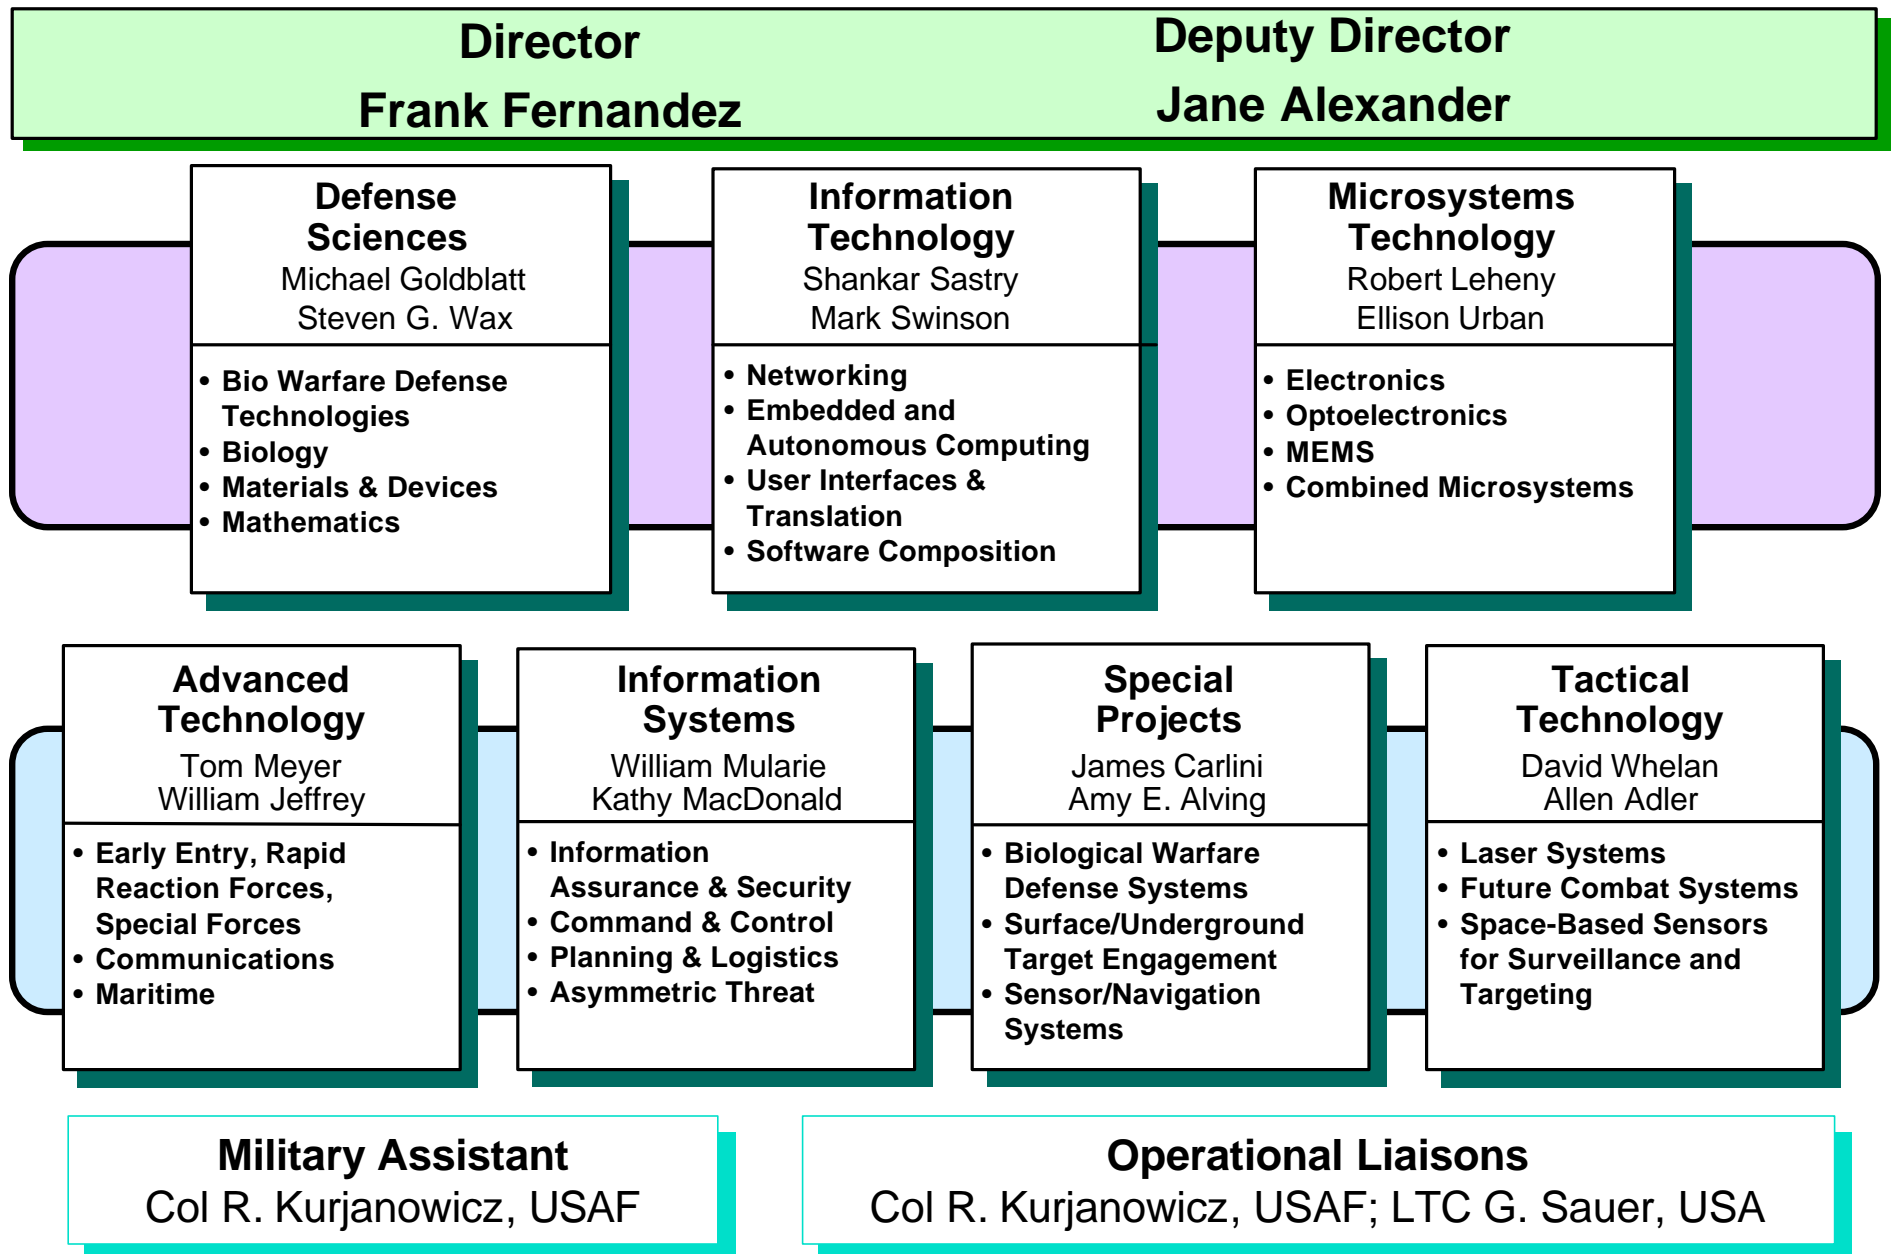 Director
Frank Fernandez
Deputy Director
Jane Alexander
Defense
Sciences
Michael Goldblatt
Steven G. Wax
• Bio Warfare Defense
Technologies
• Biology
• Materials & Devices
• Mathematics
Information
Technology
Shankar Sastry
Mark Swinson
• Networking
• Embedded and
Autonomous Computing
• User Interfaces &
Translation
• Software Composition
Microsystems
Technology
Robert Leheny
Ellison Urban
• Electronics
• Optoelectronics
• MEMS
• Combined Microsystems
Advanced
Technology
Tom Meyer
William Jeffrey
• Early Entry, Rapid
Reaction Forces,
Special Forces
• Communications
• Maritime
Information
Systems
William Mularie
Kathy MacDonald
• Information
Assurance & Security
• Command & Control
• Planning & Logistics
• Asymmetric Threat
Special
Projects
James Carlini
Amy E. Alving
• Biological Warfare
Defense Systems
• Surface/Underground
Target Engagement
• Sensor/Navigation
Systems
Tactical
Technology
David Whelan
Allen Adler
• Laser Systems
• Future Combat Systems
• Space-Based Sensors
for Surveillance and
Targeting
Military Assistant
Col R. Kurjanowicz, USAF
Operational Liaisons
Col R. Kurjanowicz, USAF; LTC G. Sauer, USA